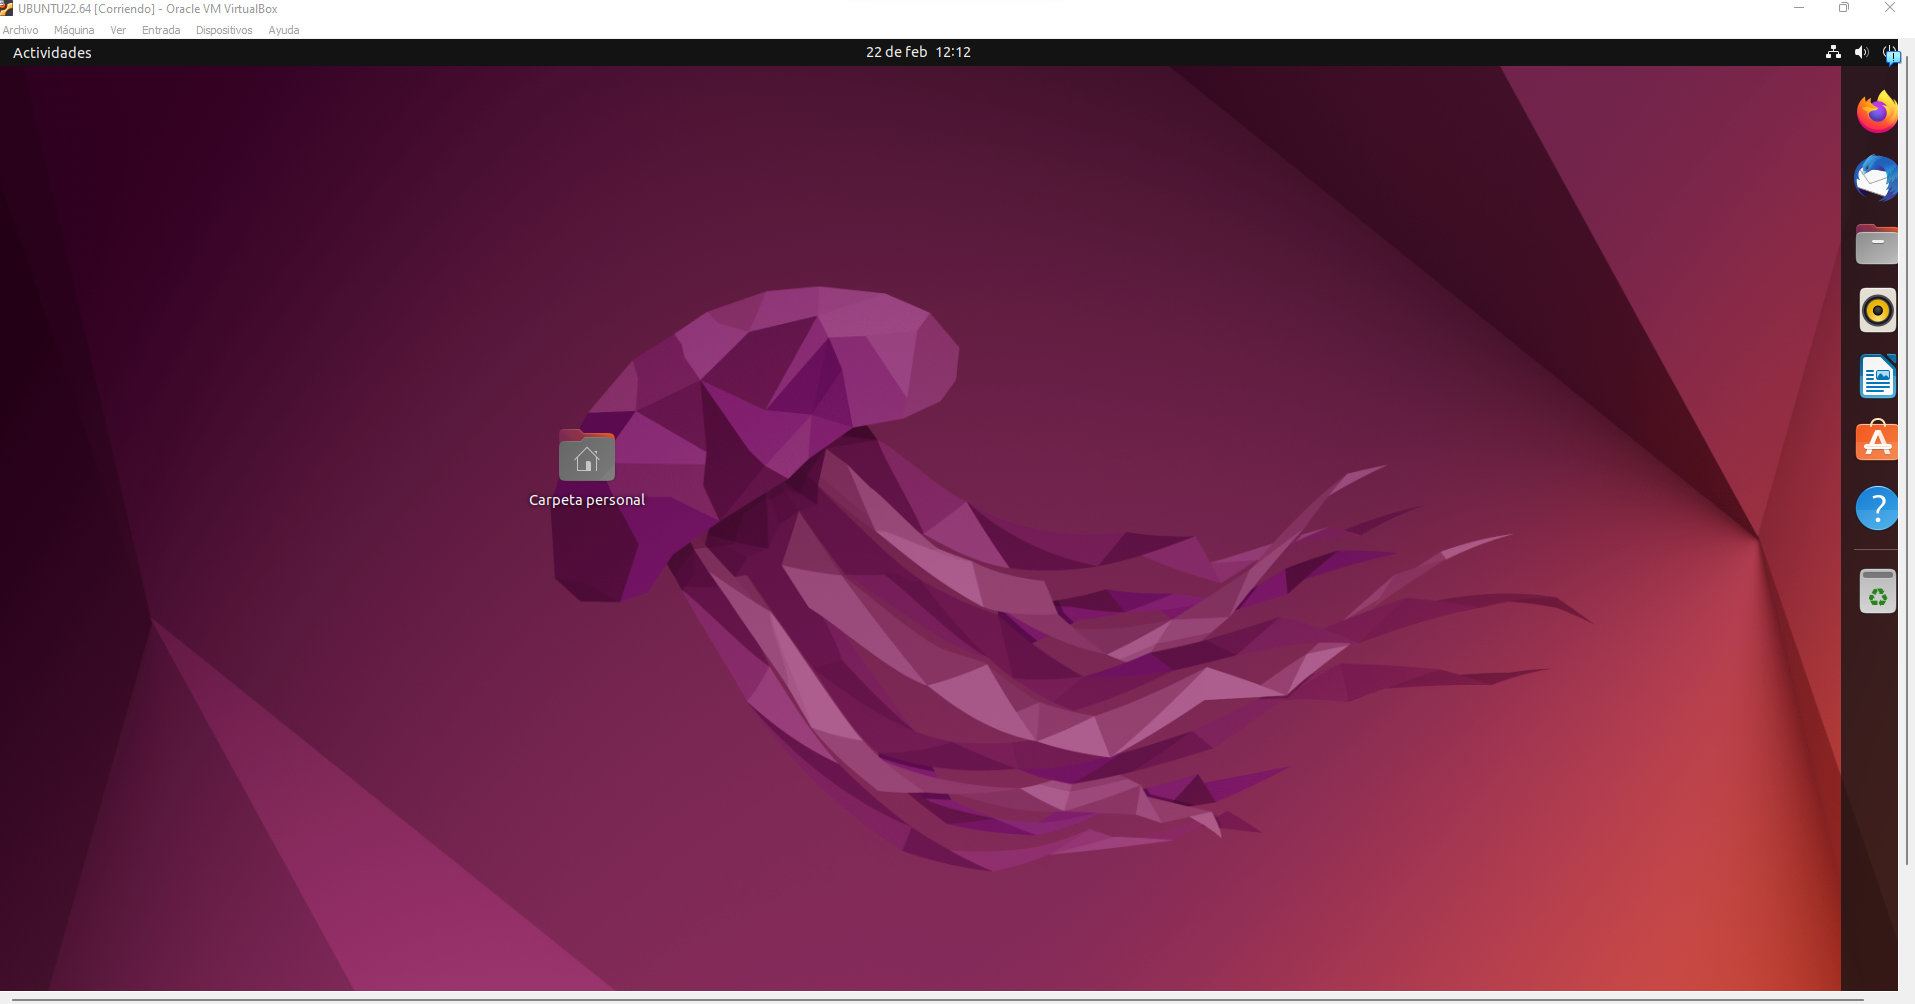 UBUNTU22.64 [Corriendo] - Oracle VM VirtualBox
Archivo Máquina Ver Entrada Dispositivos Ayuda
Actividades 22 de feb 12:12
Carpeta personal